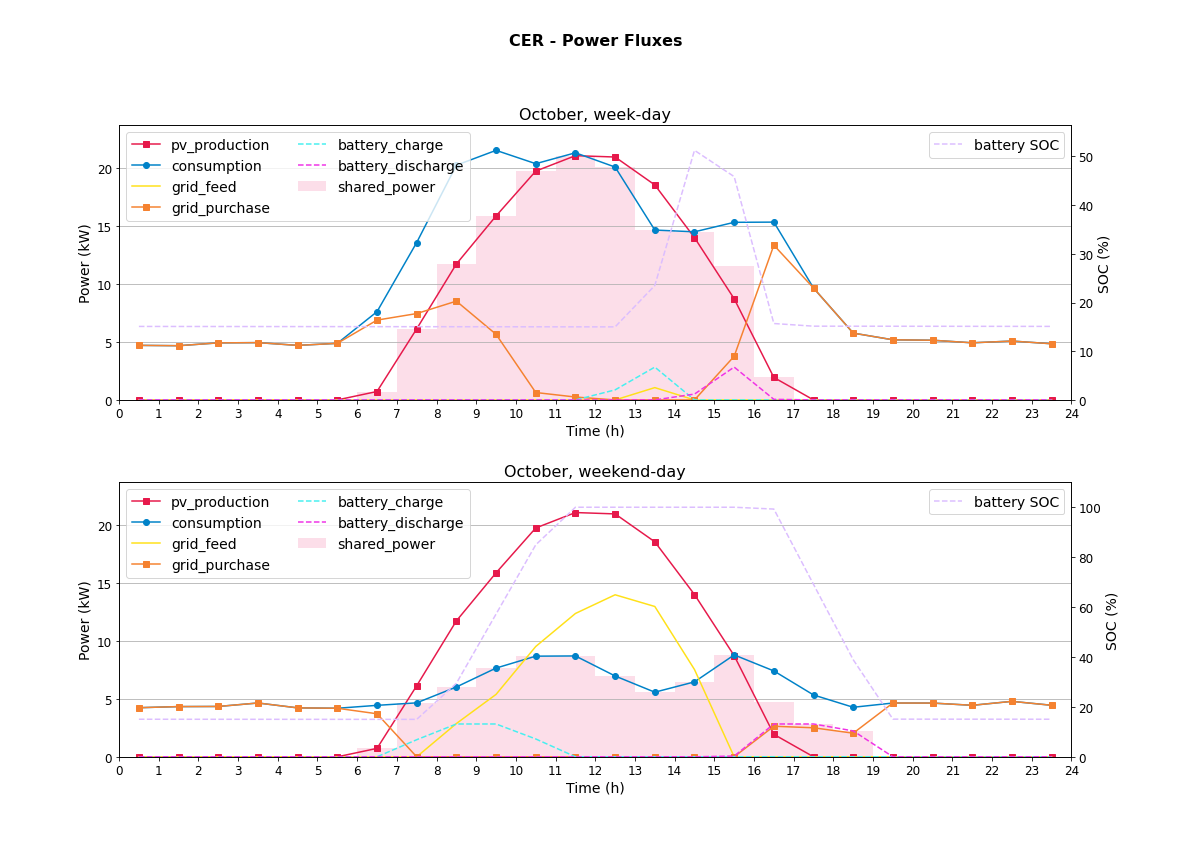 CER - Power Fluxes
October, week-day
pv_production
consumption
grid_feed
grid_purchase
battery_charge
battery_discharge
shared_power
battery SOC
Power (kW)
20
15
10
5
0
50
40
30
20
10
0
SOC (%)
0 1 2 3 4 5 6 7 8 9 10 11 12 13 14 15 16 17 18 19 20 21 22 23 24
Time (h)
October, weekend-day
pv_production
consumption
grid_feed
grid_purchase
battery_charge
battery_discharge
shared_power
battery SOC
Power (kW)
20
15
10
5
0
100
80
60
40
20
0
SOC (%)
0 1 2 3 4 5 6 7 8 9 10 11 12 13 14 15 16 17 18 19 20 21 22 23 24
Time (h)